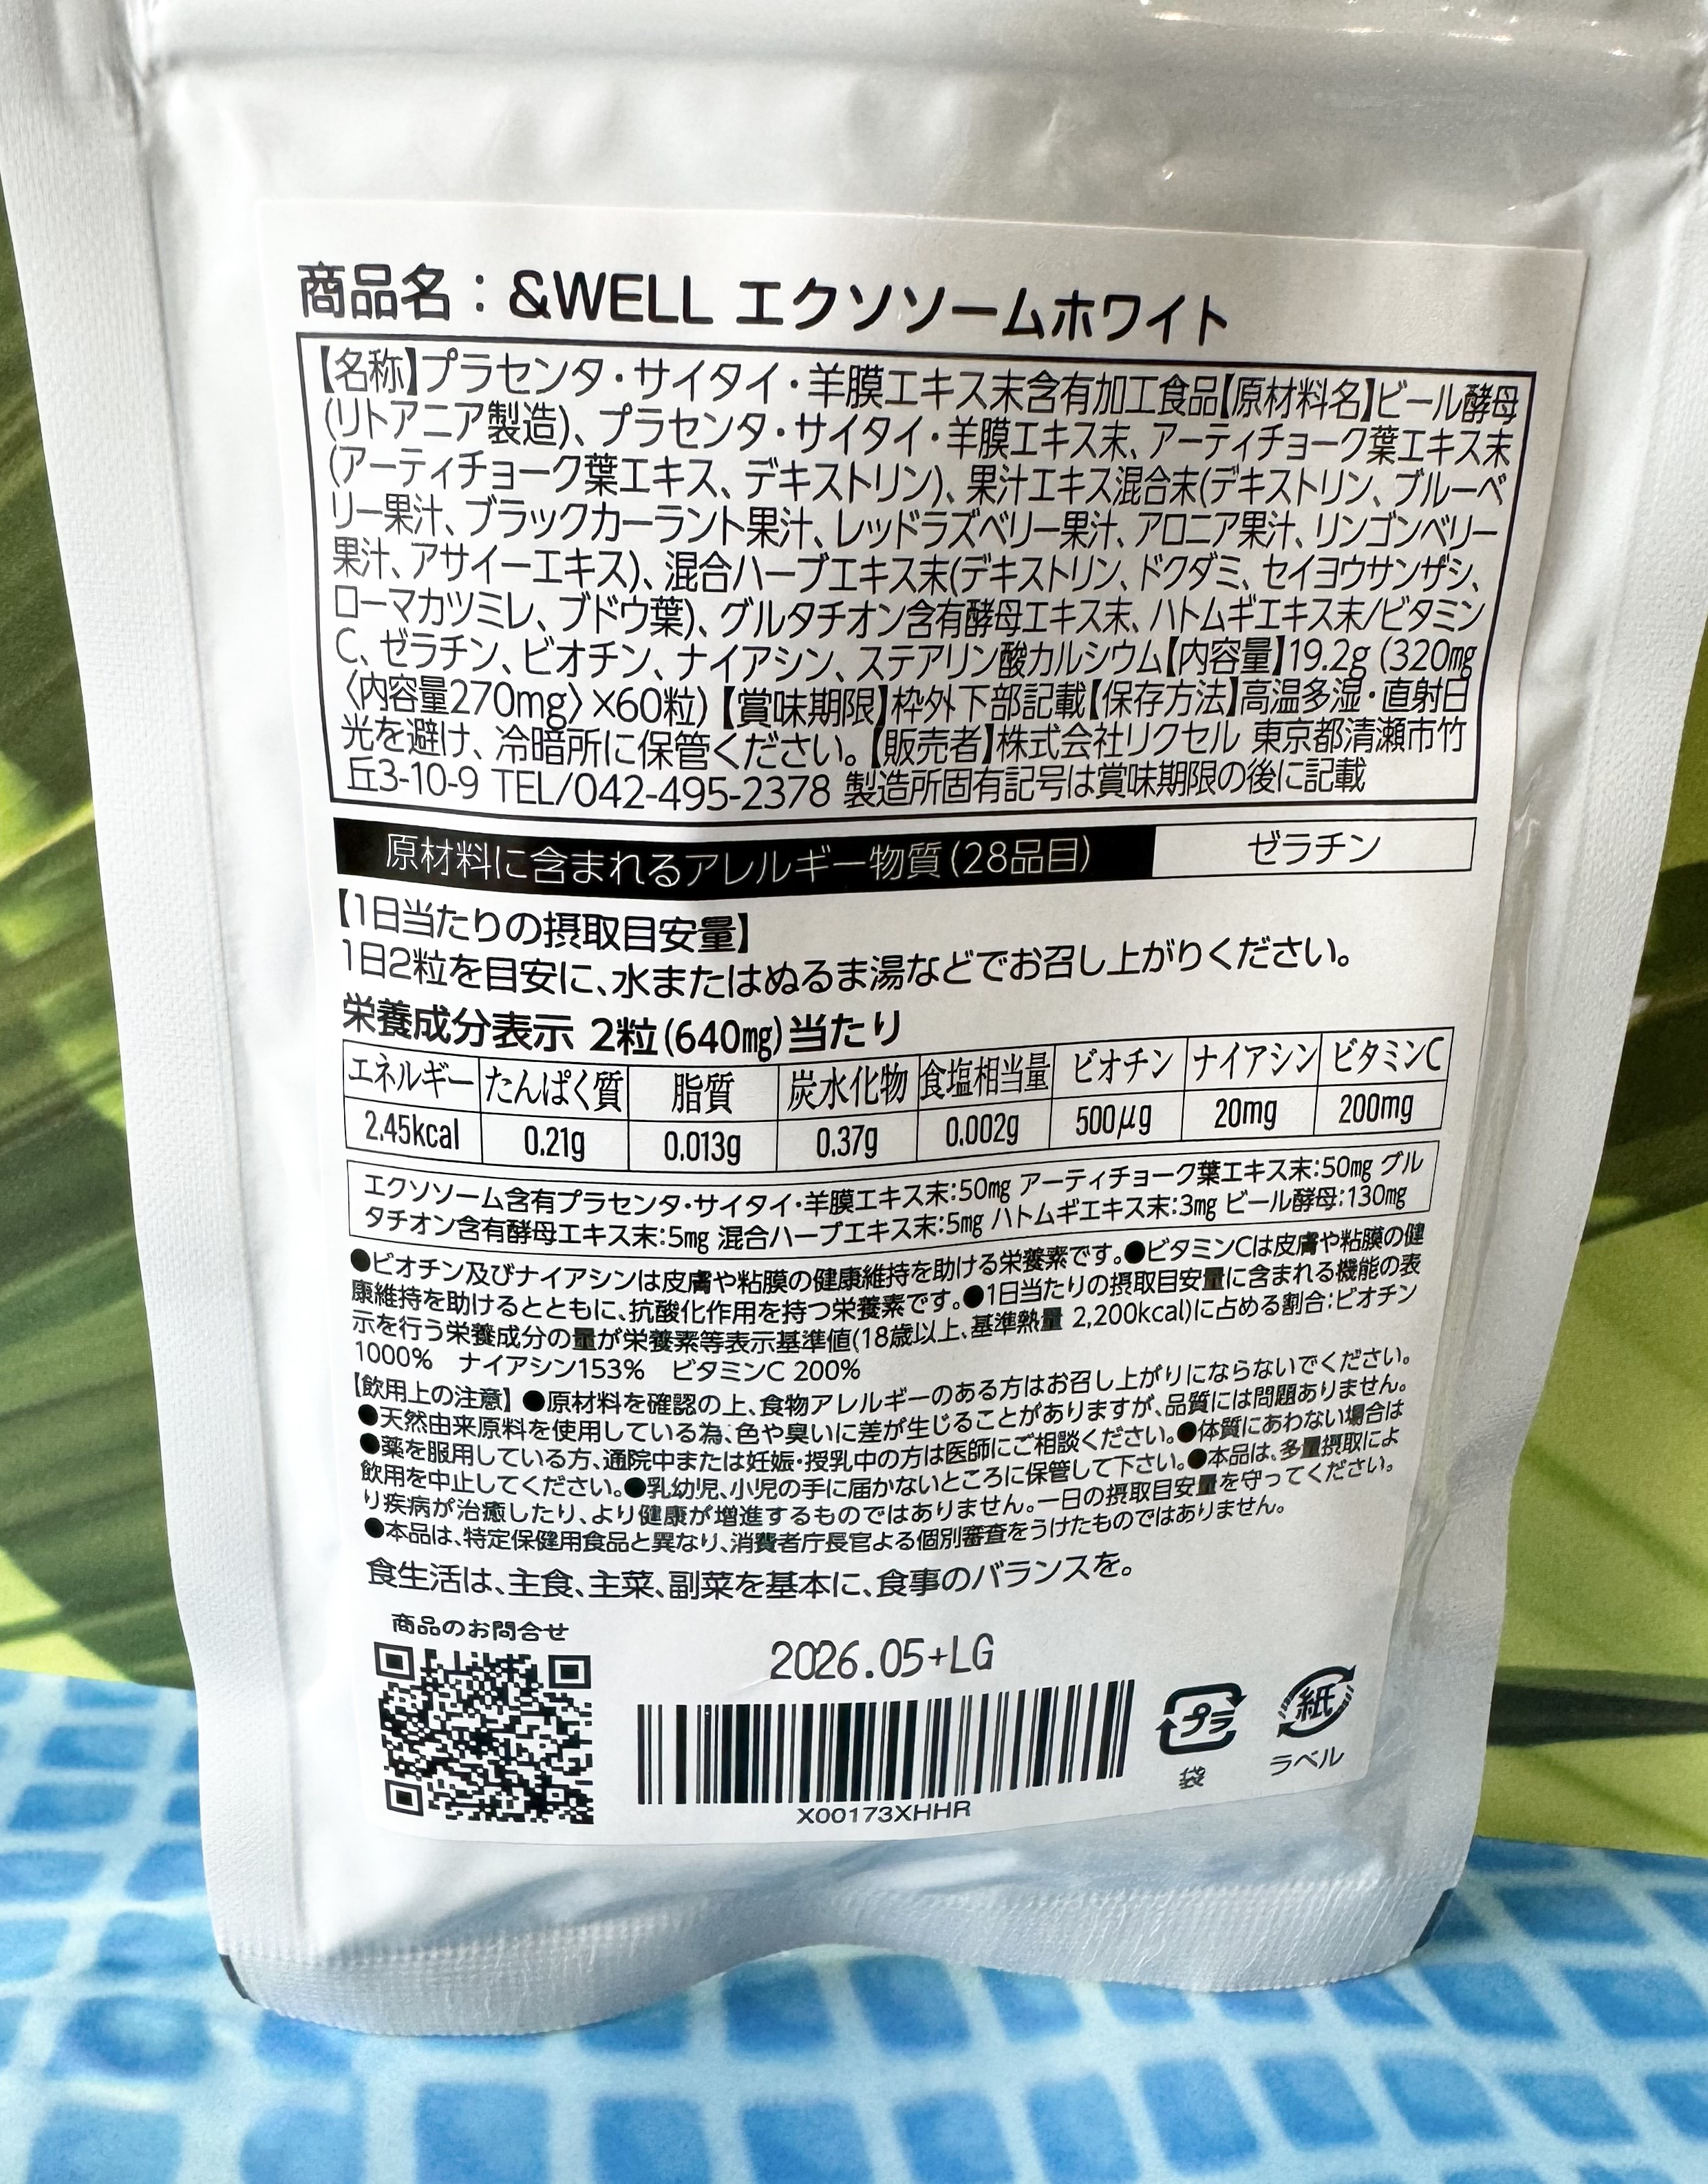 商品名：&WELL エクソソームホワイト
【名称】プラセンタ・サイタイ・羊膜エキス末含有加工食品【原材料名】ビール酵母
(リトアニア製造)、プラセンタ・サイタイ・羊膜エキス末、アーティチョーク葉エキス末
(アーティチョーク葉エキス、デキストリン)、果汁エキス混合末(デキストリン、ブルーベ
リー果汁、ブラックカーラント果汁、レッドラズベリー果汁、アロニア果汁、リンゴンベリー
果汁、アサイーエキス)、混合ハーブエキス末(デキストリン、ドクダミ、セイヨウサンザシ、
ローマカツミレ、ブドウ葉)、グルタチオン含有酵母エキス末、ハトムギエキス末/ビタミン
C、ゼラチン、ビオチン、ナイアシン、ステアリン酸カルシウム【内容量】19.2g (320mg
〈内容量270mg〉×60粒)【賞味期限】枠外下部記載【保存方法】高温多湿・直射日
光を避け、冷暗所に保管ください。【販売者】株式会社リクセル 東京都清瀬市竹
丘3-10-9 TEL/042-495-2378 製造所固有記号は賞味期限の後に記載
原材料に含まれるアレルギー物質(28品目) ゼラチン
【1日当たりの摂取目安量】
1日2粒を目安に、水またはぬるま湯などでお召し上がりください。
栄養成分表示 2粒(640mg)当たり
エネルギー たんぱく質 脂質 炭水化物 食塩相当量 ビオチン ナイアシン ビタミンC
2.45kcal 0.21g 0.013g 0.37g 0.002g 500μg 20mg 200mg
エクソソーム含有プラセンタ・サイタイ・羊膜エキス末:50mg アーティチョーク葉エキス末:50mg グル
タチオン含有酵母エキス末:5mg 混合ハーブエキス末:5mg ハトムギエキス末:3mg ビール酵母:130mg
●ビオチン及びナイアシンは皮膚や粘膜の健康維持を助ける栄養素です。●ビタミンCは皮膚や粘膜の健
康維持を助けるとともに、抗酸化作用を持つ栄養素です。●1日当たりの摂取目安量に含まれる機能の表
示を行う栄養成分の量が栄養素等表示基準値(18歳以上、基準熱量 2,200kcal)に占める割合:ビオチン
1000%　ナイアシン153%　ビタミンC 200%
【飲用上の注意】●原材料を確認の上、食物アレルギーのある方はお召し上がりにならないでください。
●天然由来原料を使用している為、色や臭いに差が生じることがありますが、品質には問題ありません。
●薬を服用している方、通院中または妊娠・授乳中の方は医師にご相談ください。●体質にあわない場合は
飲用を中止してください。●乳幼児、小児の手に届かないところに保管して下さい。●本品は、多量摂取によ
り疾病が治癒したり、より健康が増進するものではありません。一日の摂取目安量を守ってください。
●本品は、特定保健用食品と異なり、消費者庁長官よる個別審査をうけたものではありません。
食生活は、主食、主菜、副菜を基本に、食事のバランスを。
商品のお問合せ
2026.05+LG
X00173XHHR
プラ
袋
紙
ラベル